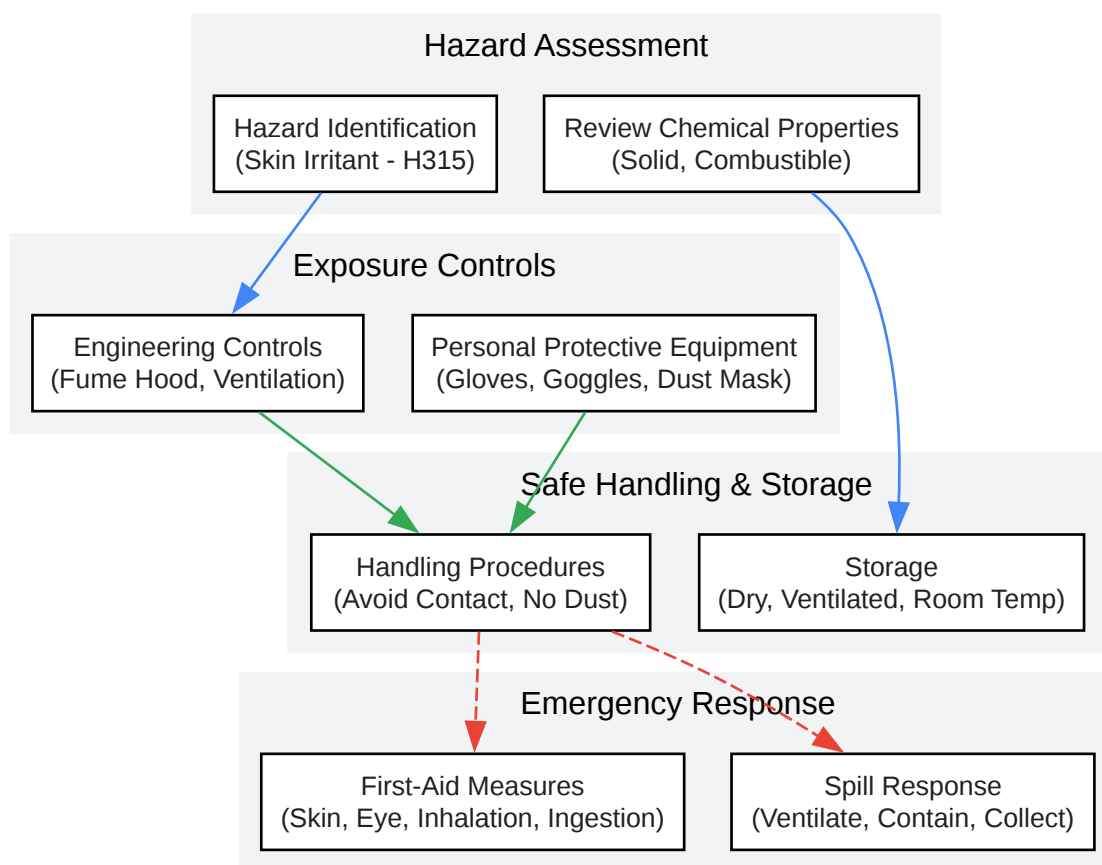 Hazard Assessment
Hazard Identification
(Skin Irritant - H315)
Review Chemical Properties
(Solid, Combustible)
Exposure Controls
Engineering Controls
(Fume Hood, Ventilation)
Personal Protective Equipment
(Gloves, Goggles, Dust Mask)
Safe Handling & Storage
Handling Procedures
(Avoid Contact, No Dust)
Storage
(Dry, Ventilated, Room Temp)
Emergency Response
First-Aid Measures
(Skin, Eye, Inhalation, Ingestion)
Spill Response
(Ventilate, Contain, Collect)